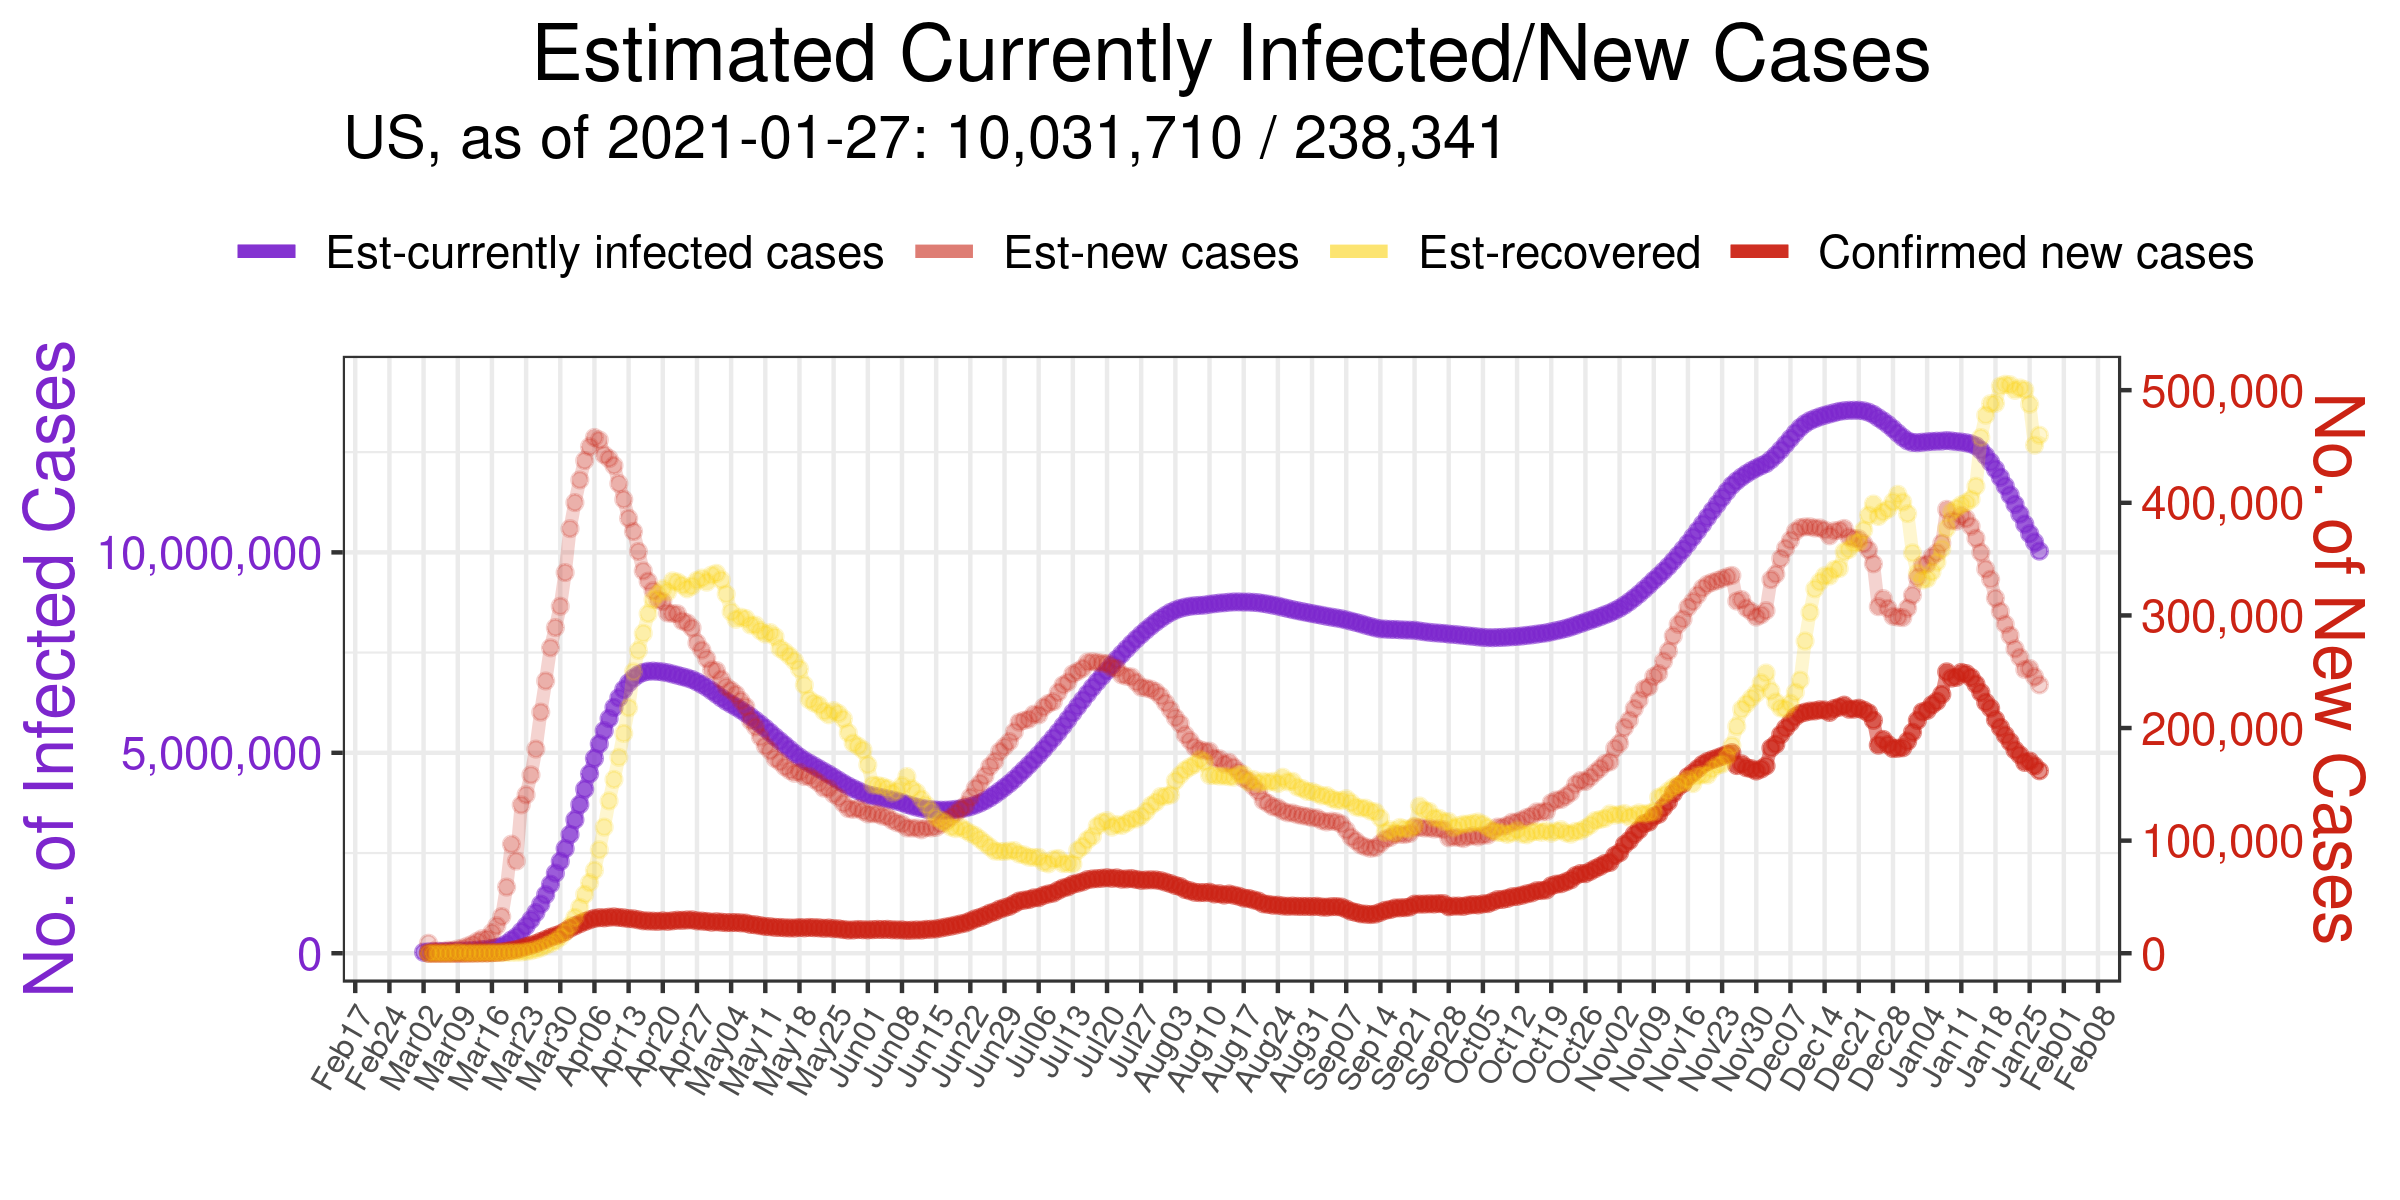 Estimated Currently Infected/New Cases
US, as of 2021-01-27: 10,031,710 / 238,341
Est-currently infected cases Est-new cases Est-recovered Confirmed new cases
No. of Infected Cases
10,000,000
5,000,000
0
500,000
400,000
300,000
200,000
100,000
0
No. of New Cases
Feb17 Feb24 Mar02 Mar09 Mar16 Mar23 Mar30 Apr06 Apr13 Apr20 Apr27 May04 May11 May18 May25 Jun01 Jun08 Jun15 Jun22 Jun29 Jul06 Jul13 Jul20 Jul27 Aug03 Aug10 Aug17 Aug24 Aug31 Sep07 Sep14 Sep21 Sep28 Oct05 Oct12 Oct19 Oct26 Nov02 Nov09 Nov16 Nov23 Nov30 Dec07 Dec14 Dec21 Dec28 Jan04 Jan11 Jan18 Jan25 Feb01 Feb08